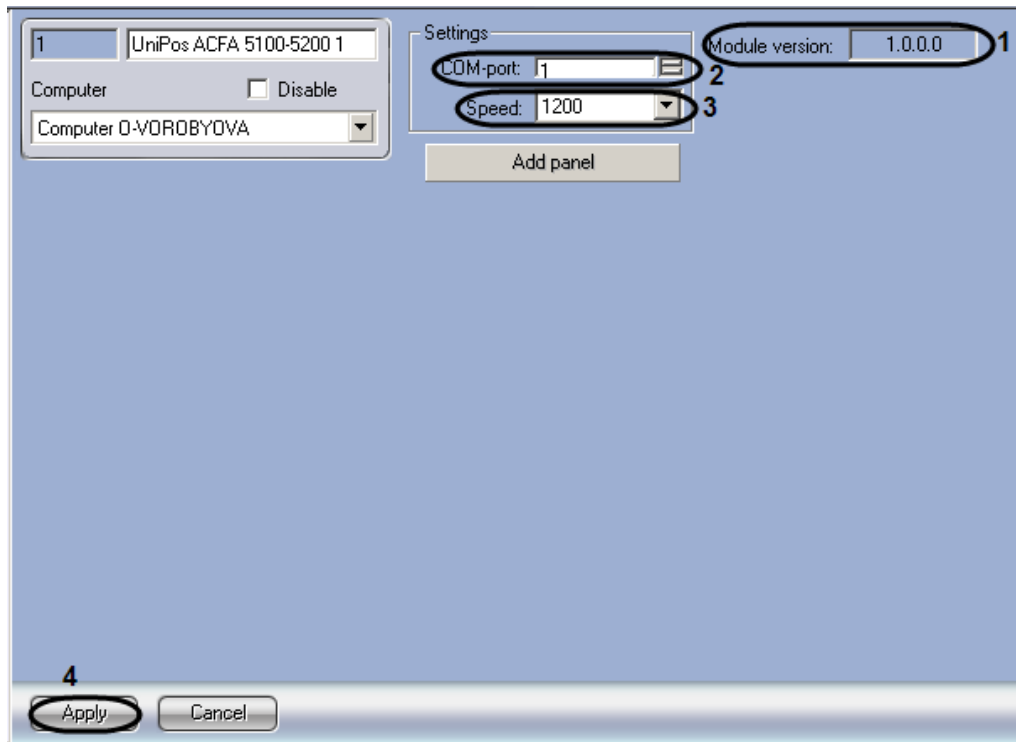 1 UniPos ACFA 5100-5200 1
Computer Disable
Computer O-VOROBYOVA
Settings
COM-port: 1 2
Speed: 1200 3
Add panel
Module version: 1.0.0.0 1
4
Apply Cancel